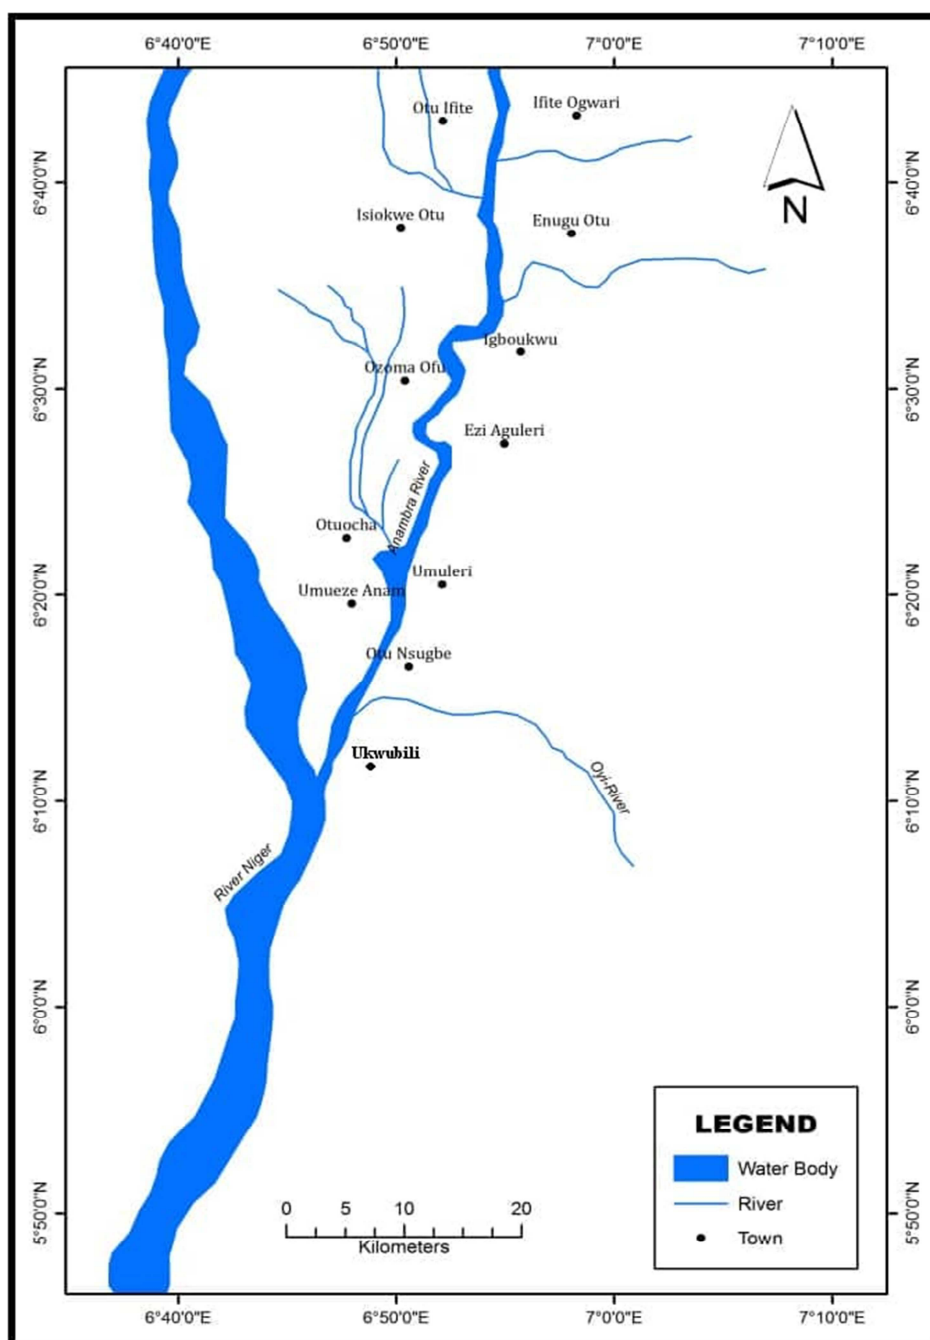 6°40'0"E
6°50'0"E
7°0'0"E
7°10'0"E
Otu Ifite
Ifite Ogwari
N
6°40'0"N
6°40'0"N
Isiokwe Otu
Enugu Otu
Igboukwu
Ozoma Ofu
6°30'0"N
6°30'0"N
Ezi Aguleri
Anambra River
Otuocha
Umuleri
Umueze Anam
6°20'0"N
6°20'0"N
Otu Nsugbe
Ukwubili
Oyi-River
6°10'0"N
6°10'0"N
River Niger
6°0'0"N
6°0'0"N
LEGEND
Water Body
River
Town
5°50'0"N
5°50'0"N
0 5 10 20
Kilometers
6°40'0"E
6°50'0"E
7°0'0"E
7°10'0"E